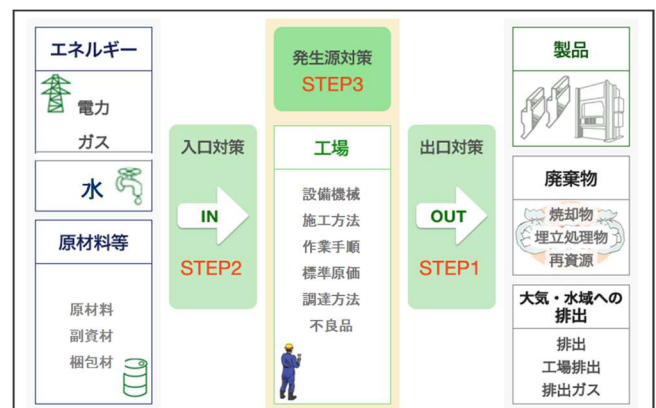 エネルギー
電力
ガス
水
原材料等
原材料
副資材
梱包材
入口対策
IN
STEP2
発生源対策
STEP3
工場
設備機械
施工方法
作業手順
標準原価
調達方法
不良品
出口対策
OUT
STEP1
製品
廃棄物
焼却物
埋立処理物
再資源
大気・水域への
排出
排出
工場排出
排出ガス